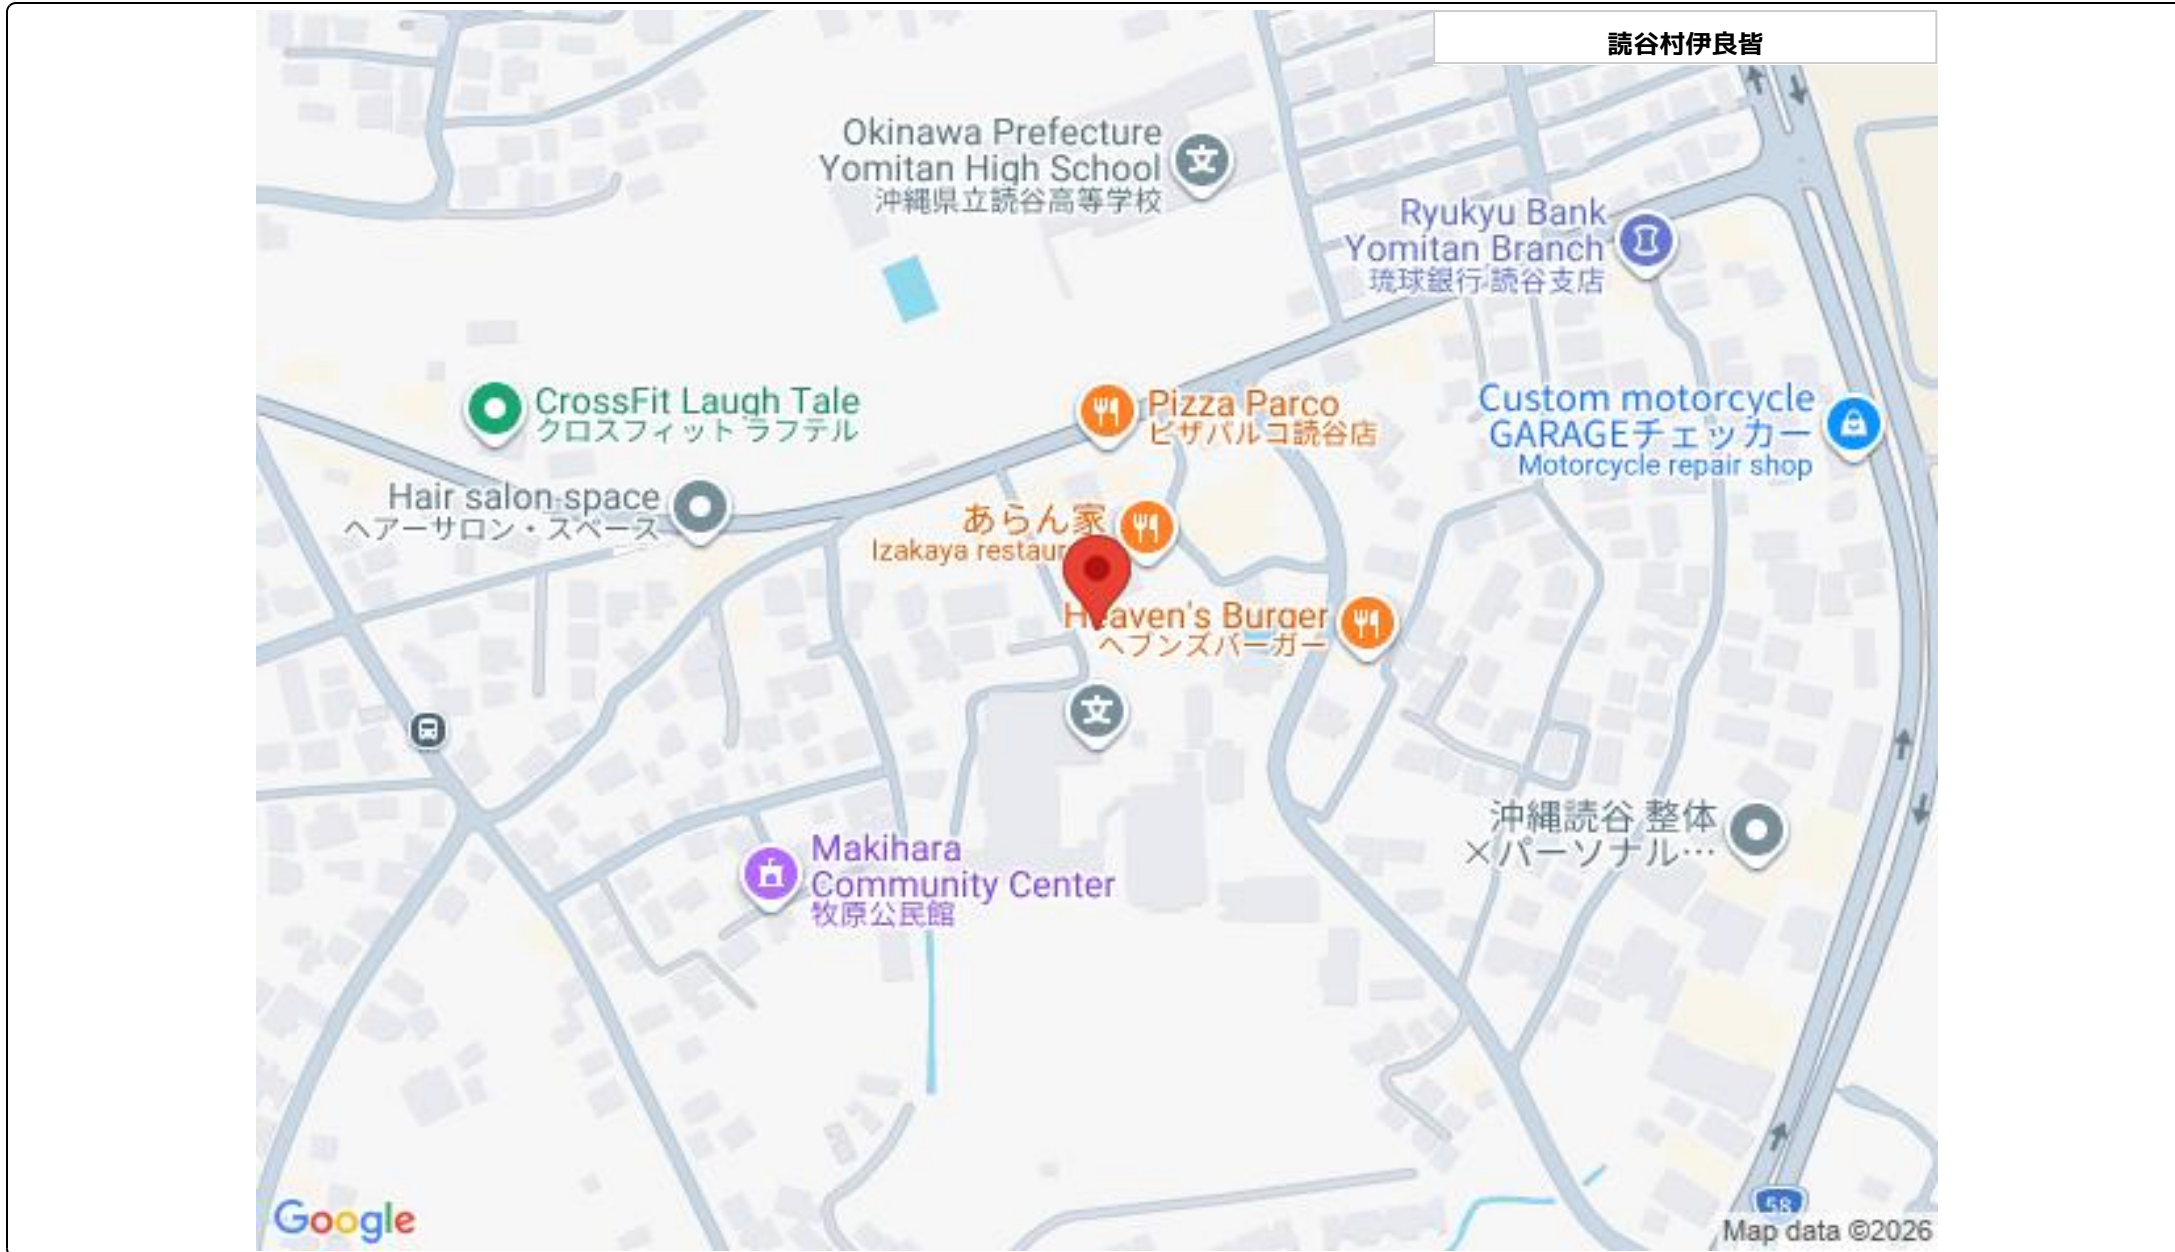 読谷村伊良皆
Okinawa Prefecture
Yomitan High School
沖縄県立読谷高等学校
文
Ryukyu Bank
Yomitan Branch
琉球銀行 読谷支店
CrossFit Laugh Tale
クロスフィット ラフテル
Pizza Parco
ピザパルコ読谷店
Custom motorcycle
GARAGEチェッカー
Motorcycle repair shop
Hair salon space
ヘアーサロン・スペース
あらん家
Izakaya restaur
Heaven's Burger
ヘブンズバーガー
文
沖縄読谷 整体
×パーソナル…
Makihara
Community Center
牧原公民館
58
Google
Map data ©2026